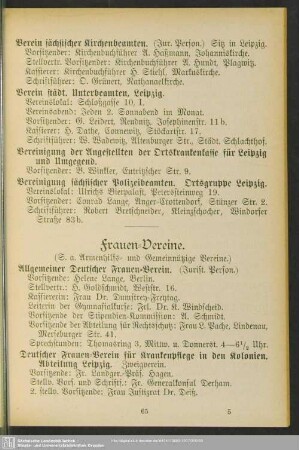 Verein sächsischer Kirchenbeamten. (Jur. Person.) Sitz in Leipzig.
Vorsitzender: Kirchenbuchführer A. Haßmann, Johanniskirche.
Stellvertr. Vorsitzender: Kirchenbuchführer A. Hundt, Plagwitz.
Kassierer: Kirchenbuchführer H. Stiehl, Markuskirche.
Schriftführer: O. Grünert, Nathanaelkirche.
Verein städt. Unterbeamten, Leipzig.
Vereinslokal: Schloßgasse 10, I.
Vereinsabend: Jeden 2. Sonnabend im Monat.
Vorsitzender: G. Leidert, Reudnitz, Josephinenstr. 11 b.
Kassierer: H. Dathe, Connewitz, Stöckartstr. 17.
Schriftführer: W. Wadewitz, Altenburger Str., Städt. Schlachthof.
Vereinigung der Angestellten der Ortskrankenkasse für Leipzig
und Umgegend.
Vorsitzender: B. Winkler, Eutritzscher Str. 9.
Vereinigung sächsischer Polizeibeamten. Ortsgruppe Leipzig.
Vereinslokal: Ulrichs Bierpalast, Petersteinweg 19.
Vorsitzender: Conrad Lange, Anger-Crottendorf, Stünzer Str. 2.
Schriftführer: Robert Bretschneider, Kleinzschocher, Windorfer
Straße 83 b.
Frauen-Vereine.
(S. a. Armenhilfs- und Gemeinnützige Vereine.)
Allgemeiner Deutscher Frauen-Verein. (Jurist. Person.)
Vorsitzende: Helene Lange, Berlin.
Stellvertr.: H. Goldschmidt, Weststr. 16.
Kassiererin: Frau Dr. Dumstrey-Freytag.
Leiterin der Gymnasialkurse: Frl. Dr. K. Windscheid.
Vorsitzende der Stipendien-Kommission: A. Schmidt.
Vorsitzende der Abteilung für Rechtsschutz: Frau L. Pache, Lindenau,
Merseburger Str. 41.
Sprechstunden: Thomasring 3, Mittw. u. Donnerst. 4—6½ Uhr.
Deutscher Frauen-Verein für Krankenpflege in den Kolonien.
Abteilung Leipzig. Zweigverein.
Vorsitzende: Fr. Landger.-Präs. Hagen.
Stellv. Vors. und Schriftf.: Fr. Generalkonsul Derham.
2. stellv. Vors.: Frau Justizrat Dr. Deiß.
65
5